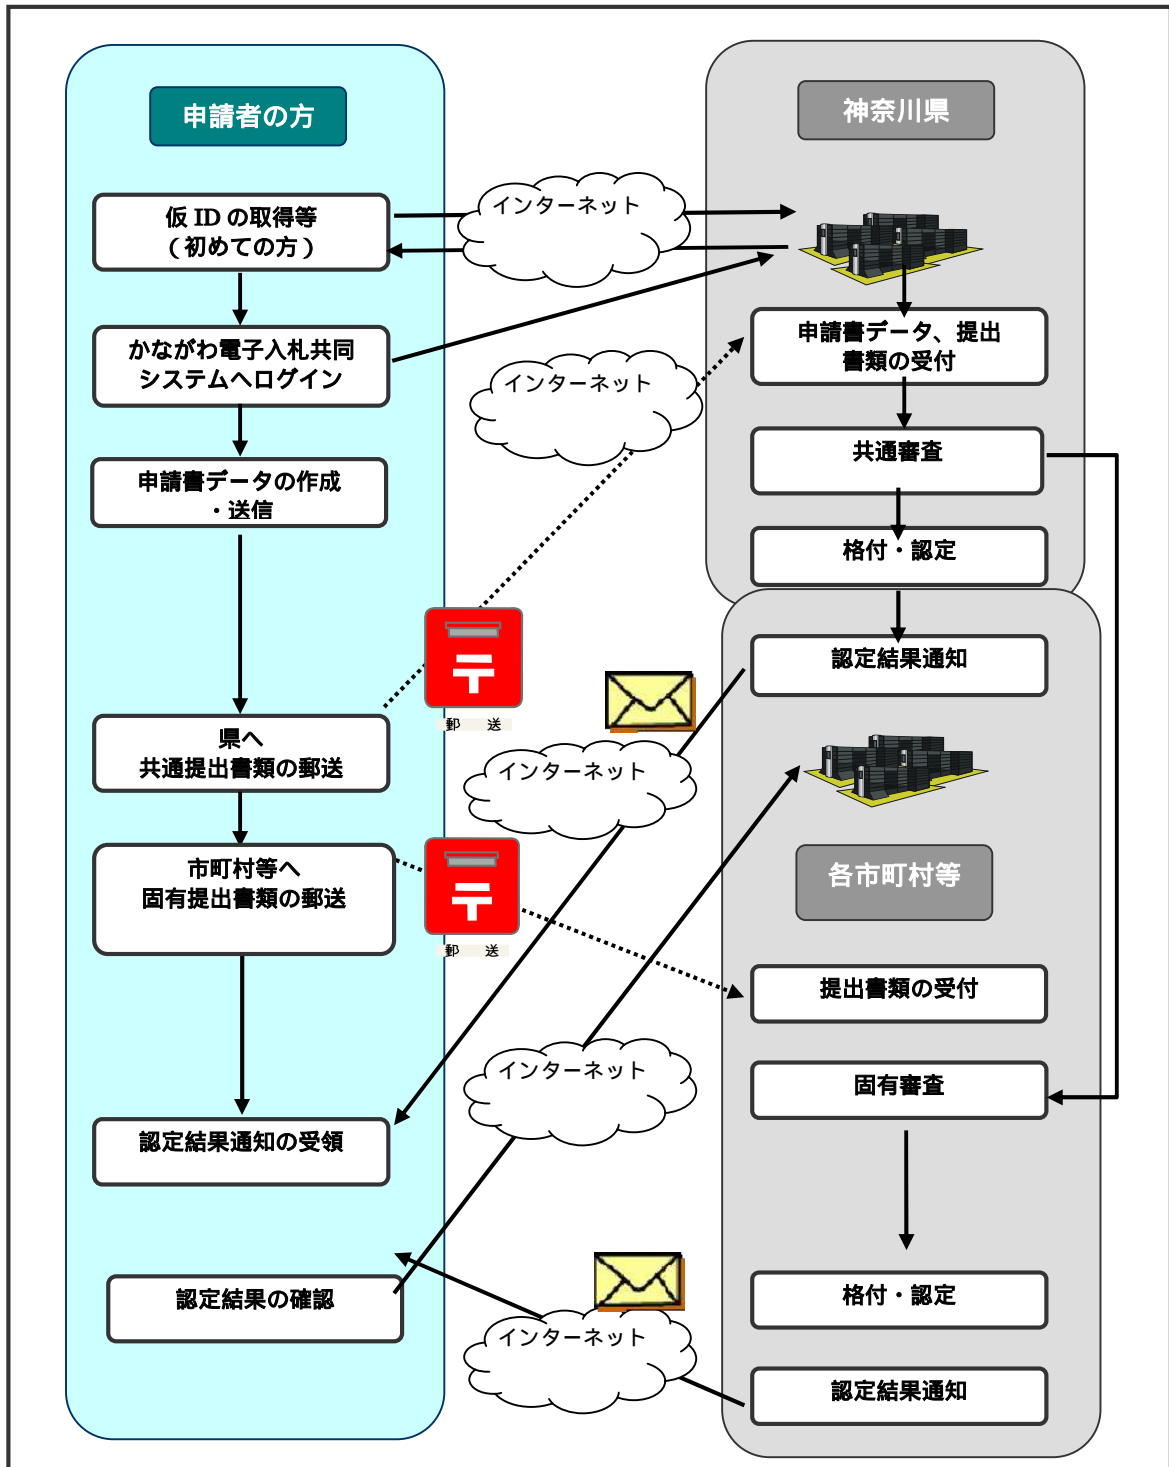 申請者の方
仮 ID の取得等
（初めての方）
かながわ電子入札共同
システムへログイン
申請書データの作成
・送信
県へ
共通提出書類の郵送
市町村等へ
固有提出書類の郵送
認定結果通知の受領
認定結果の確認
インターネット
インターネット
郵 送
インターネット
郵 送
インターネット
インターネット
神奈川県
申請書データ、提出
書類の受付
共通審査
格付・認定
認定結果通知
各市町村等
提出書類の受付
固有審査
格付・認定
認定結果通知